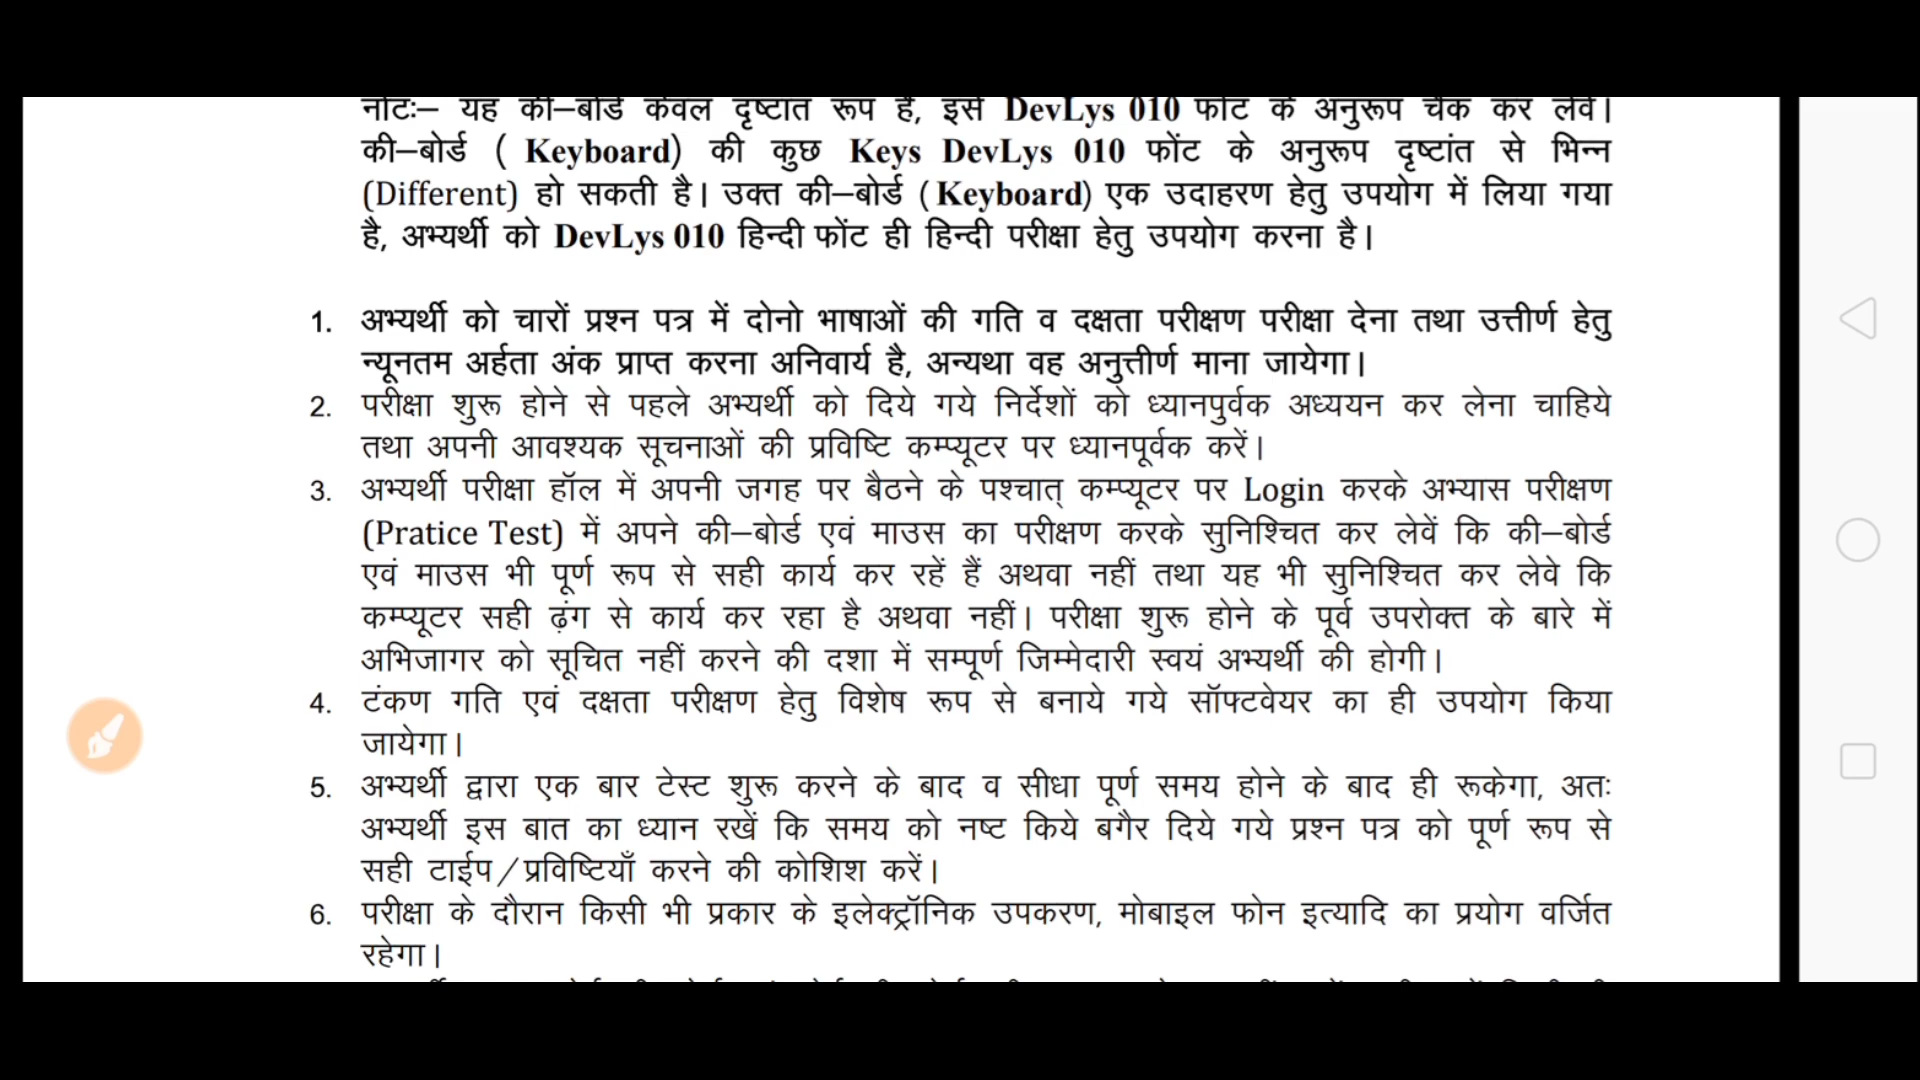 नोटः– यह की–बोर्ड केवल दृष्टांत रूप है, इसे DevLys 010 फोंट के अनुरूप चैक कर लेवें।
की–बोर्ड ( Keyboard) की कुछ Keys DevLys 010 फोंट के अनुरूप दृष्टांत से भिन्न
(Different) हो सकती है। उक्त की–बोर्ड (Keyboard) एक उदाहरण हेतु उपयोग में लिया गया
है, अभ्यर्थी को DevLys 010 हिन्दी फोंट ही हिन्दी परीक्षा हेतु उपयोग करना है।
1. अभ्यर्थी को चारों प्रश्न पत्र में दोनो भाषाओं की गति व दक्षता परीक्षण परीक्षा देना तथा उत्तीर्ण हेतु
न्यूनतम अर्हता अंक प्राप्त करना अनिवार्य है, अन्यथा वह अनुत्तीर्ण माना जायेगा।
2. परीक्षा शुरू होने से पहले अभ्यर्थी को दिये गये निर्देशों को ध्यानपुर्वक अध्ययन कर लेना चाहिये
तथा अपनी आवश्यक सूचनाओं की प्रविष्टि कम्प्यूटर पर ध्यानपूर्वक करें।
3. अभ्यर्थी परीक्षा हॉल में अपनी जगह पर बैठने के पश्चात् कम्प्यूटर पर Login करके अभ्यास परीक्षण
(Pratice Test) में अपने की–बोर्ड एवं माउस का परीक्षण करके सुनिश्चित कर लेवें कि की–बोर्ड
एवं माउस भी पूर्ण रूप से सही कार्य कर रहें हैं अथवा नहीं तथा यह भी सुनिश्चित कर लेवे कि
कम्प्यूटर सही ढ़ंग से कार्य कर रहा है अथवा नहीं। परीक्षा शुरू होने के पूर्व उपरोक्त के बारे में
अभिजागर को सूचित नहीं करने की दशा में सम्पूर्ण जिम्मेदारी स्वयं अभ्यर्थी की होगी।
4. टंकण गति एवं दक्षता परीक्षण हेतु विशेष रूप से बनाये गये सॉफ्टवेयर का ही उपयोग किया
जायेगा।
5. अभ्यर्थी द्वारा एक बार टेस्ट शुरू करने के बाद व सीधा पूर्ण समय होने के बाद ही रूकेगा, अतः
अभ्यर्थी इस बात का ध्यान रखें कि समय को नष्ट किये बगैर दिये गये प्रश्न पत्र को पूर्ण रूप से
सही टाईप/प्रविष्टियाँ करने की कोशिश करें।
6. परीक्षा के दौरान किसी भी प्रकार के इलेक्ट्रॉनिक उपकरण, मोबाइल फोन इत्यादि का प्रयोग वर्जित
रहेगा।